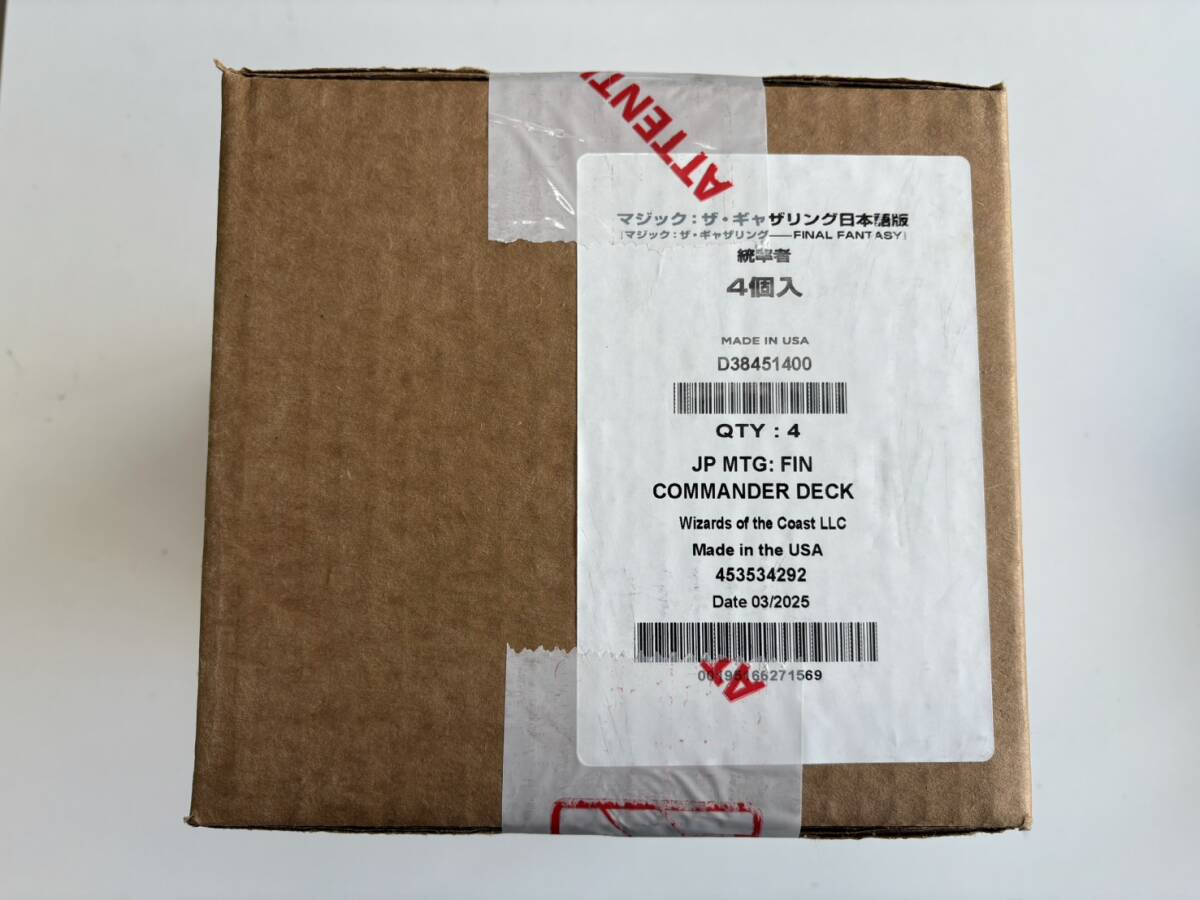 ATTENT
マジック：ザ・ギャザリング日本語版
｢マジック：ザ・ギャザリング——FINAL FANTASY｣
統率者
4個入
MADE IN USA
D38451400
QTY : 4
JP MTG: FIN
COMMANDER DECK
Wizards of the Coast LLC
Made in the USA
453534292
Date 03/2025
ATT
00195166271569